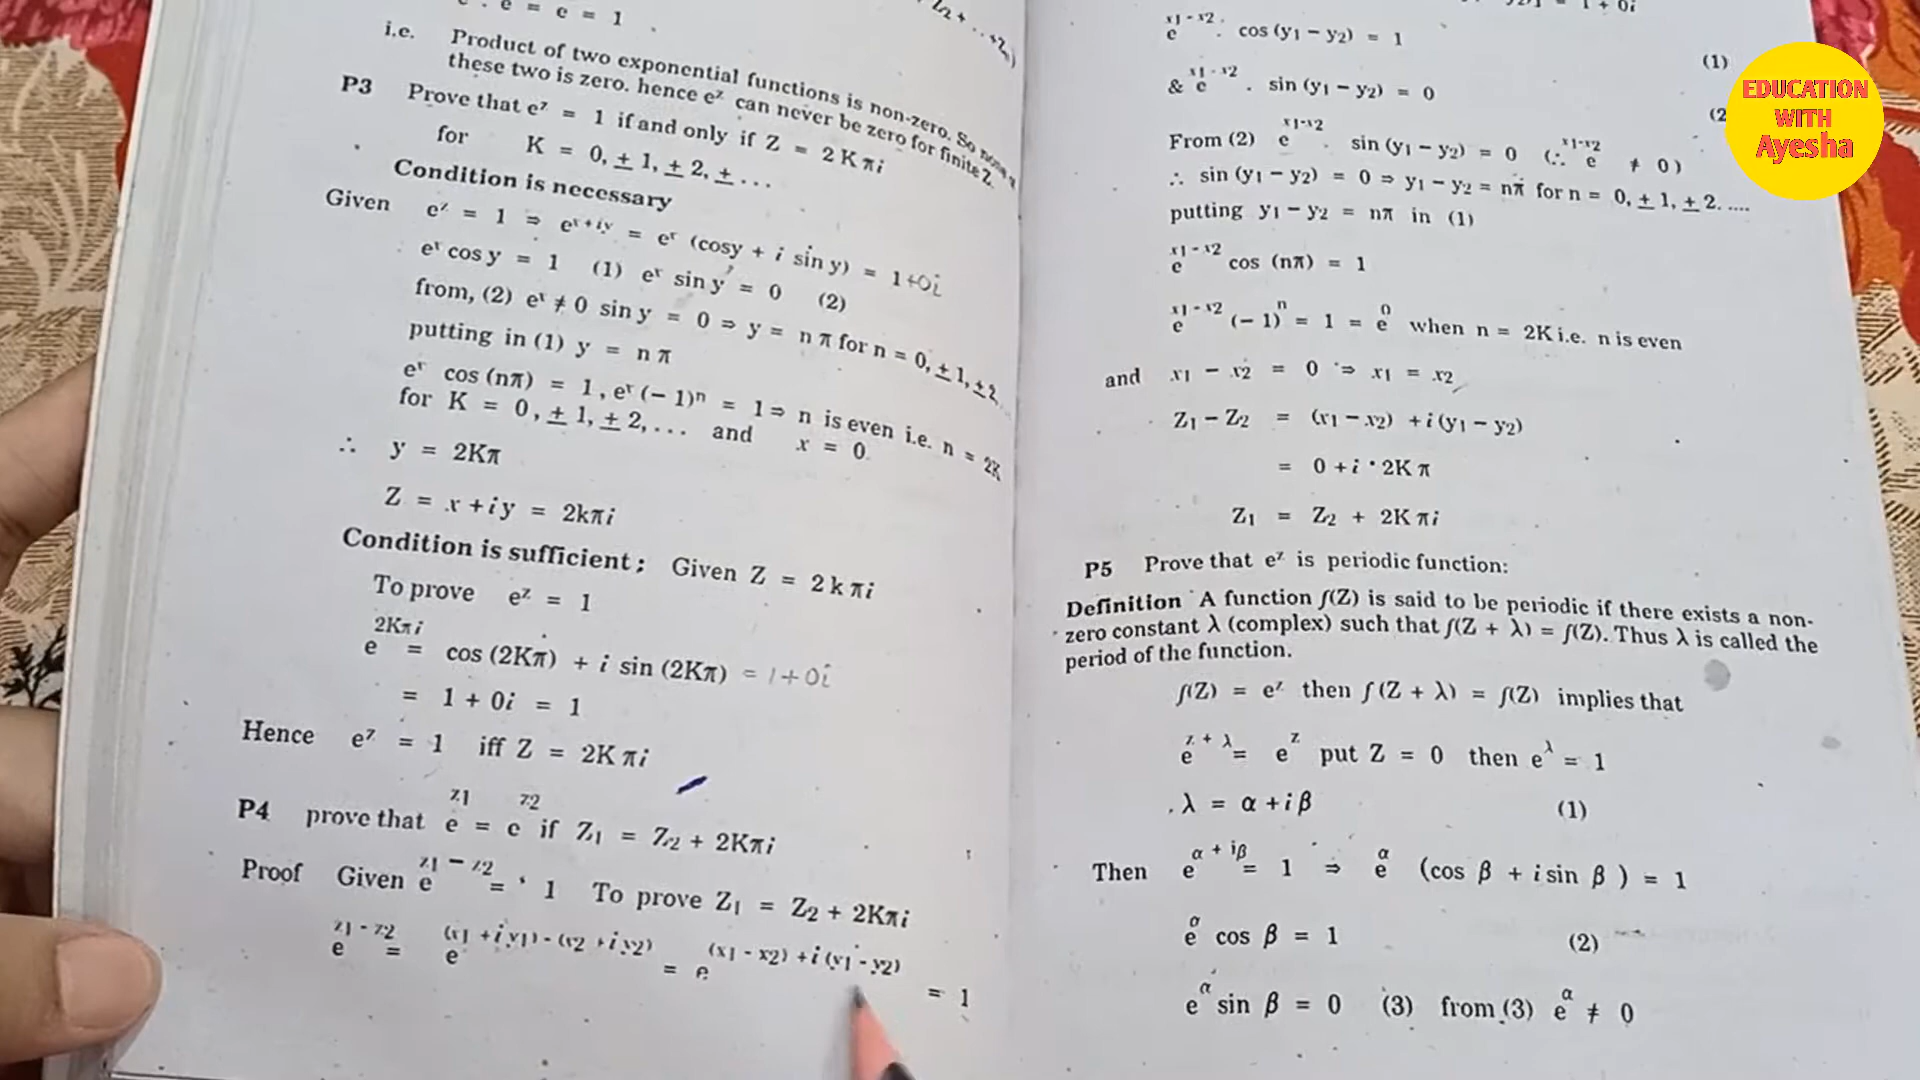 e . e = e = 1
Z2 + . . +Zn)
i.e. Product of two exponential functions is non-zero. So none
these two is zero. hence e^z can never be zero for finite Z.
P3 Prove that e^z = 1 if and only if Z = 2 K π i
for K = 0, ± 1, ± 2, ± . . .
Condition is necessary
Given e^z = 1 ⇒ e^x+iy = e^x (cosy + i sin y) = 1+0i
e^x cos y = 1 (1) e^x sin y = 0 (2)
from, (2) e^x ≠ 0 sin y = 0 ⇒ y = n π for n = 0, ± 1, ± 2, . .
putting in (1) y = n π
e^x cos (nπ) = 1 , e^x (– 1)^n = 1 ⇒ n is even i.e. n = 2K
for K = 0 , ± 1, ± 2, . . . and x = 0
∴ y = 2Kπ
Z = x + i y = 2kπi
Condition is sufficient ; Given Z = 2 k π i
To prove e^z = 1
e^2Kπi = cos (2Kπ) + i sin (2Kπ) = 1+0i
= 1 + 0i = 1
Hence e^z = 1 iff Z = 2K π i
P4 prove that e^z1 = e^z2 if Z1 = Z2 + 2Kπi
Proof Given e^z1 – z2 = 1 To prove Z1 = Z2 + 2Kπi
e^z1 - z2 = e^(x1 + i y1) - (x2 + i y2) = e^(x1 - x2) + i (y1 - y2) = 1
1 + 0i
e^x1 - x2 . cos (y1 – y2) = 1 (1)
& e^x1 - x2 . sin (y1 – y2) = 0 (2
From (2) e^x1-x2 . sin (y1 – y2) = 0 (∴ e^x1-x2 ≠ 0 )
∴ sin (y1 – y2) = 0 ⇒ y1 – y2 = nπ for n = 0, ± 1, ± 2. ....
putting y1 – y2 = nπ in (1)
e^x1 - x2 cos (nπ) = 1
e^x1 - x2 (– 1)^n = 1 = e^0 when n = 2K i.e. n is even
and x1 – x2 = 0 ⇒ x1 = x2
Z1 – Z2 = (x1 – x2) + i (y1 – y2)
= 0 + i · 2K π
Z1 = Z2 + 2K π i
P5 Prove that e^z is periodic function:
Definition A function f(Z) is said to be periodic if there exists a non-
zero constant λ (complex) such that f(Z + λ) = f(Z). Thus λ is called the
period of the function.
f(Z) = e^z then f (Z + λ) = f(Z) implies that
e^z + λ = e^z put Z = 0 then e^λ = 1
λ = α + i β (1)
Then e^α + iβ = 1 ⇒ e^α (cos β + i sin β ) = 1
e^α cos β = 1 (2)
e^α sin β = 0 (3) from (3) e^α ≠ 0
EDUCATION
WITH
Ayesha